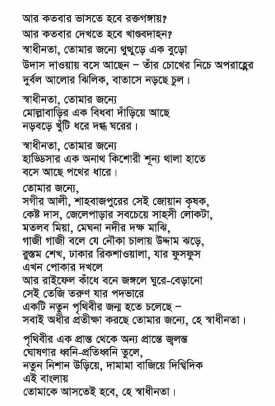 আর কতবার ভাসতে হবে রক্তগঙ্গায়?
আর কতবার দেখতে হবে খাণ্ডবদাহন?
স্বাধীনতা, তোমার জন্যে থুত্থুড়ে এক বুড়ো
উদাস দাওয়ায় বসে আছেন – তাঁর চোখের নিচে অপরাহ্ণের
দুর্বল আলোর ঝিলিক, বাতাসে নড়ছে চুল।
স্বাধীনতা, তোমার জন্যে
মোল্লাবাড়ির এক বিধবা দাঁড়িয়ে আছে
নড়বড়ে খুঁটি ধরে দগ্ধ ঘরের।
স্বাধীনতা, তোমার জন্যে
হাড্ডিসার এক অনাথ কিশোরী শূন্য থালা হাতে
বসে আছে পথের ধারে।
তোমার জন্যে,
সগীর আলী, শাহবাজপুরের সেই জোয়ান কৃষক,
কেষ্ট দাস, জেলেপাড়ার সবচেয়ে সাহসী লোকটা,
মতলব মিয়া, মেঘনা নদীর দক্ষ মাঝি,
গাজী গাজী বলে যে নৌকা চালায় উদ্দাম ঝড়ে,
রুস্তম শেখ, ঢাকার রিকশাওয়ালা, যার ফুসফুস
এখন পোকার দখলে
আর রাইফেল কাঁধে বনে জঙ্গলে ঘুরে-বেড়ানো
সেই তেজি তরুণ যার পদভারে
একটি নতুন পৃথিবীর জন্ম হতে চলেছে –
সবাই অধীর প্রতীক্ষা করছে তোমার জন্যে, হে স্বাধীনতা।
পৃথিবীর এক প্রান্ত থেকে অন্য প্রান্তে জ্বলন্ত
ঘোষণার ধ্বনি-প্রতিধ্বনি তুলে,
নতুন নিশান উড়িয়ে, দামামা বাজিয়ে দিগ্বিদিক
এই বাংলায়
তোমাকে আসতেই হবে, হে স্বাধীনতা।